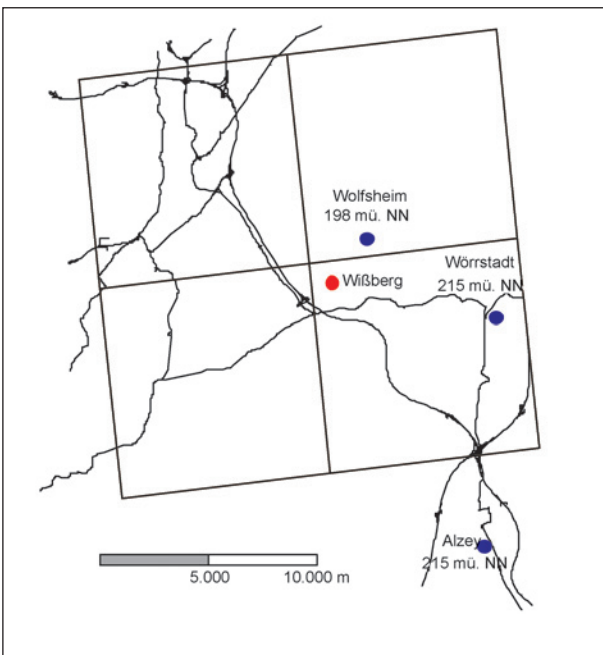 Wolfsheim
198 mü. NN
Wörrstadt
215 mü. NN
Wißberg
Alzey
215 mü. NN
5.000
10.000 m